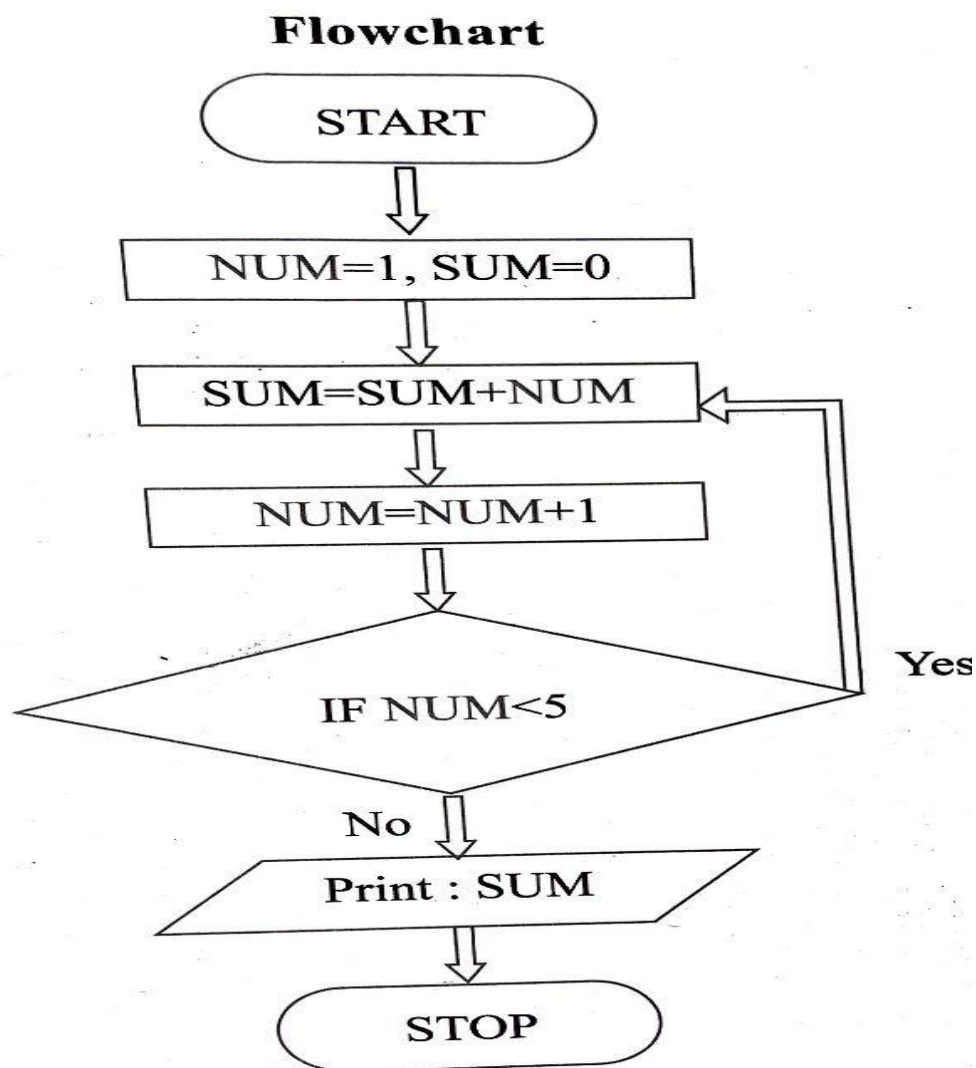 Flowchart
START
NUM=1, SUM=0
SUM=SUM+NUM
NUM=NUM+1
IF NUM<5
Yes
No
Print : SUM
STOP